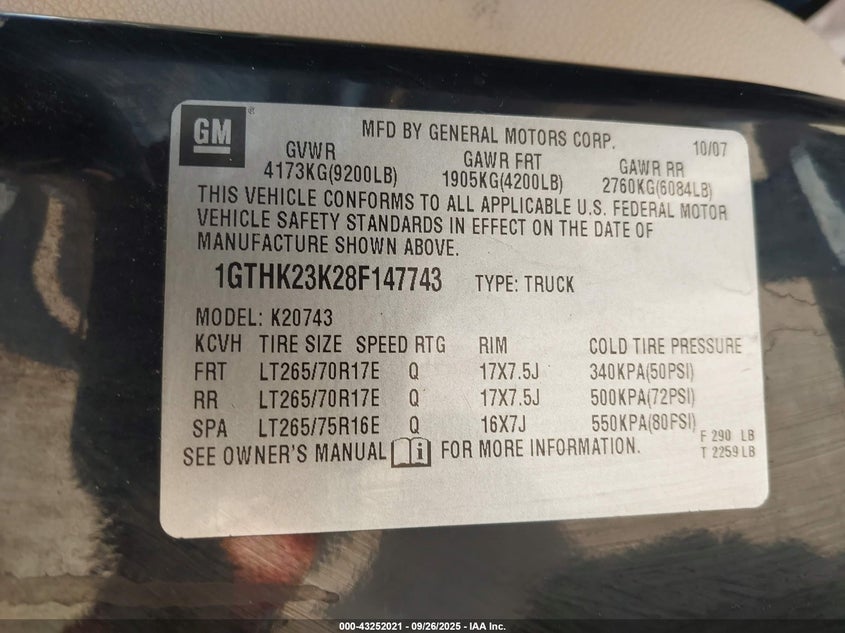 GM ®
MFD BY GENERAL MOTORS CORP. 10/07
GVWR GAWR FRT GAWR RR
4173KG(9200LB) 1905KG(4200LB) 2760KG(6084LB)
THIS VEHICLE CONFORMS TO ALL APPLICABLE U.S. FEDERAL MOTOR
VEHICLE SAFETY STANDARDS IN EFFECT ON THE DATE OF
MANUFACTURE SHOWN ABOVE.
1GTHK23K28F147743 TYPE: TRUCK
MODEL: K20743
KCVH TIRE SIZE SPEED RTG RIM COLD TIRE PRESSURE
FRT LT265/70R17E Q 17X7.5J 340KPA(50PSI)
RR LT265/70R17E Q 17X7.5J 500KPA(72PSI)
SPA LT265/75R16E Q 16X7J 550KPA(80PSI)
F 290 LB
SEE OWNER'S MANUAL i FOR MORE INFORMATION. T 2259LB
000-43252021 - 09/26/2025 - IAA Inc.